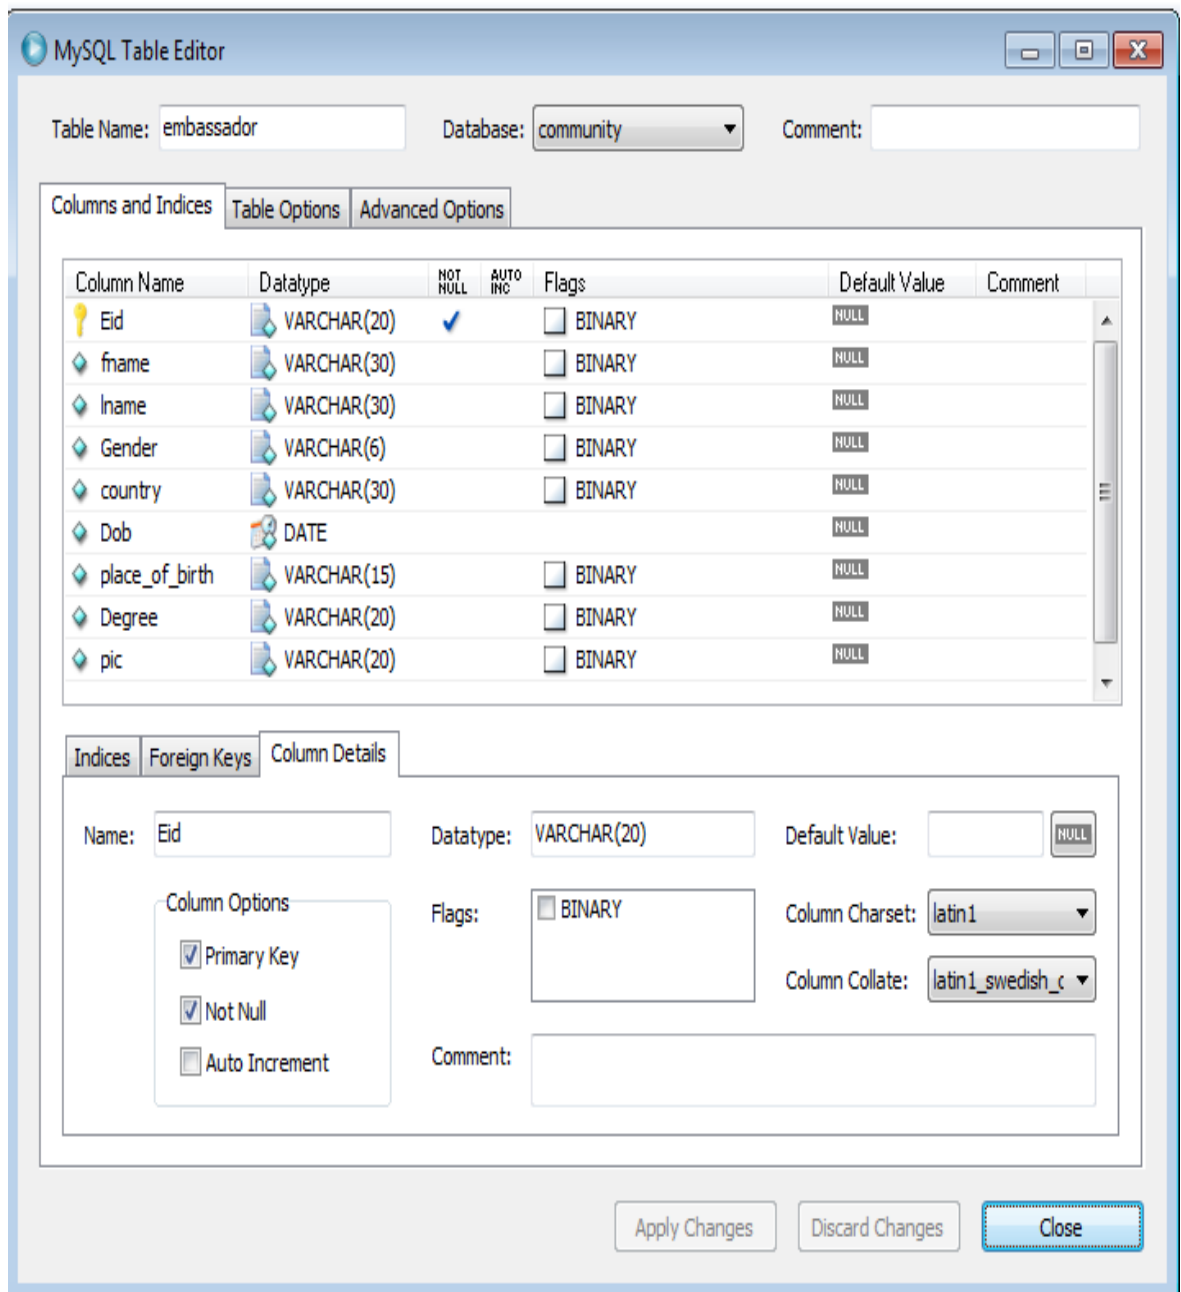 MySQL Table Editor
Table Name: embassador Database: community Comment:
Columns and Indices Table Options Advanced Options
Column Name Datatype NOT NULL AUTO INC Flags Default Value Comment
Eid VARCHAR(20) BINARY NULL
fname VARCHAR(30) BINARY NULL
lname VARCHAR(30) BINARY NULL
Gender VARCHAR(6) BINARY NULL
country VARCHAR(30) BINARY NULL
Dob DATE NULL
place_of_birth VARCHAR(15) BINARY NULL
Degree VARCHAR(20) BINARY NULL
pic VARCHAR(20) BINARY NULL
Indices Foreign Keys Column Details
Name: Eid Datatype: VARCHAR(20) Default Value: NULL
Column Options Flags: BINARY Column Charset: latin1
Primary Key
Column Collate: latin1_swedish_c
Not Null
Auto Increment Comment:
Apply Changes Discard Changes Close